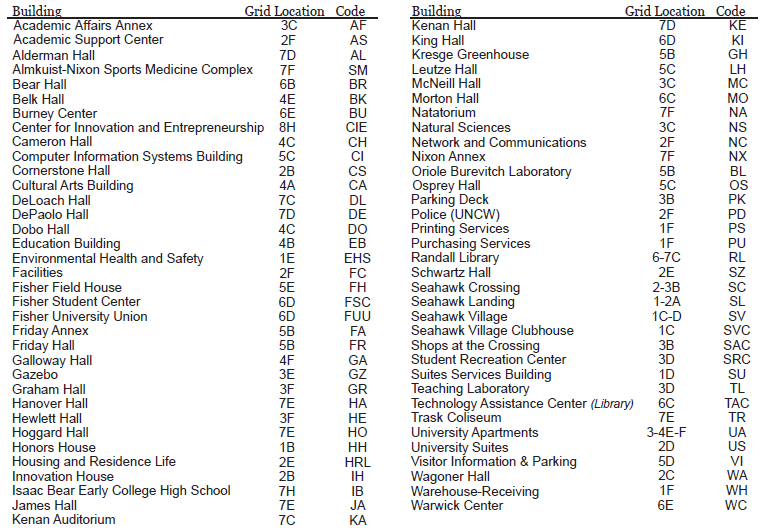 Building Grid Location Code
Academic Affairs Annex 3C AF
Academic Support Center 2F AS
Alderman Hall 7D AL
Almkuist-Nixon Sports Medicine Complex 7F SM
Bear Hall 6B BR
Belk Hall 4E BK
Burney Center 6E BU
Center for Innovation and Entrepreneurship 8H CIE
Cameron Hall 4C CH
Computer Information Systems Building 5C CI
Cornerstone Hall 2B CS
Cultural Arts Building 4A CA
DeLoach Hall 7C DL
DePaolo Hall 7D DE
Dobo Hall 4C DO
Education Building 4B EB
Environmental Health and Safety 1E EHS
Facilities 2F FC
Fisher Field House 5E FH
Fisher Student Center 6D FSC
Fisher University Union 6D FUU
Friday Annex 5B FA
Friday Hall 5B FR
Galloway Hall 4F GA
Gazebo 3E GZ
Graham Hall 3F GR
Hanover Hall 7E HA
Hewlett Hall 3F HE
Hoggard Hall 7E HO
Honors House 1B HH
Housing and Residence Life 2E HRL
Innovation House 2B IH
Isaac Bear Early College High School 7H IB
James Hall 7E JA
Kenan Auditorium 7C KA
Building Grid Location Code
Kenan Hall 7D KE
King Hall 6D KI
Kresge Greenhouse 5B GH
Leutze Hall 5C LH
McNeill Hall 3C MC
Morton Hall 6C MO
Natatorium 7F NA
Natural Sciences 3C NS
Network and Communications 2F NC
Nixon Annex 7F NX
Oriole Burevitch Laboratory 5B BL
Osprey Hall 5C OS
Parking Deck 3B PK
Police (UNCW) 2F PD
Printing Services 1F PS
Purchasing Services 1F PU
Randall Library 6-7C RL
Schwartz Hall 2E SZ
Seahawk Crossing 2-3B SC
Seahawk Landing 1-2A SL
Seahawk Village 1C-D SV
Seahawk Village Clubhouse 1C SVC
Shops at the Crossing 3B SAC
Student Recreation Center 3D SRC
Suites Services Building 1D SU
Teaching Laboratory 3D TL
Technology Assistance Center (Library) 6C TAC
Trask Coliseum 7E TR
University Apartments 3-4E-F UA
University Suites 2D US
Visitor Information & Parking 5D VI
Wagoner Hall 2C WA
Warehouse-Receiving 1F WH
Warwick Center 6E WC